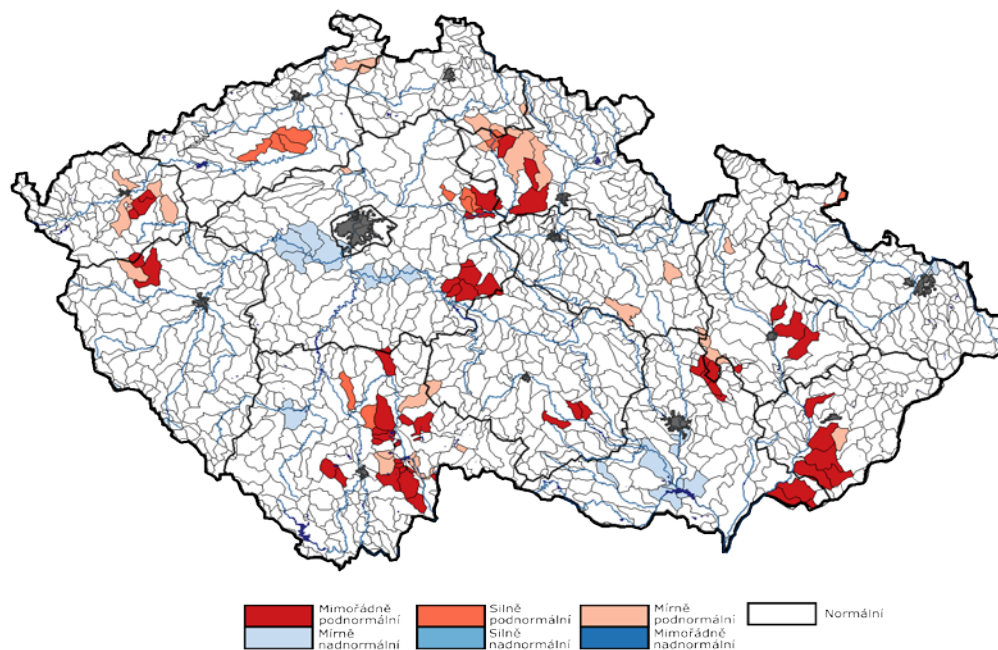 Mimořádně
podnormální
Silně
podnormální
Mírně
podnormální
Normální
Mírně
nadnormální
Silně
nadnormální
Mimořádně
nadnormální